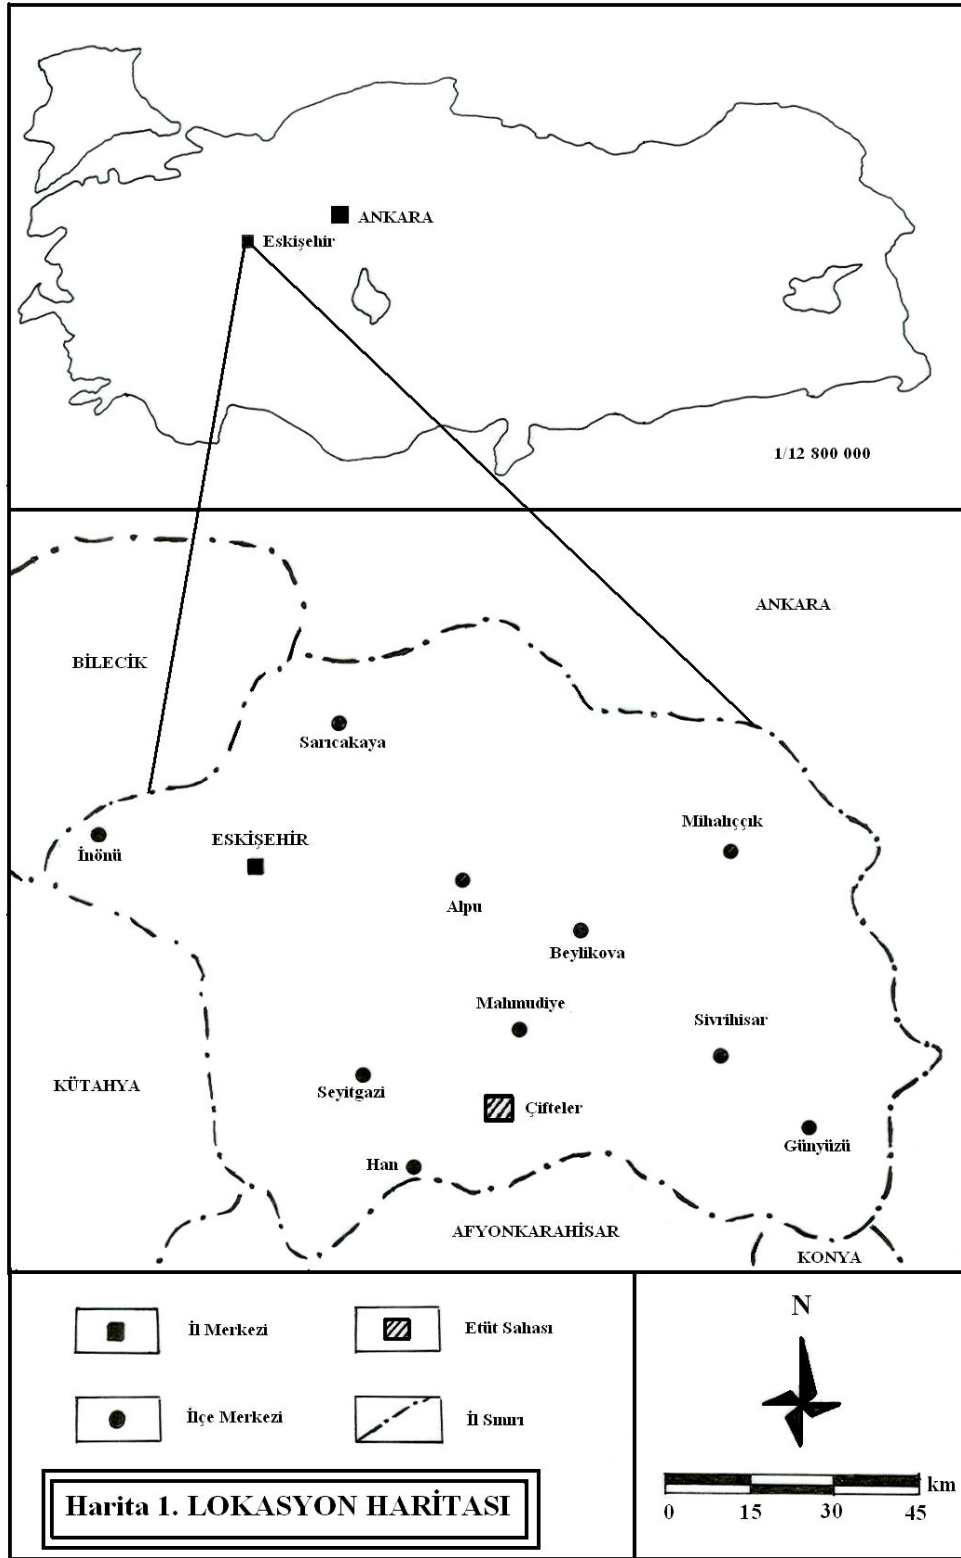 ANKARA
Eskişehir
1/12 800 000
ANKARA
BİLECİK
Sarıcakaya
Mihalıççık
ESKİŞEHİR
İnönü
Alpu
Beylikova
Mahmudiye
Sivrihisar
KÜTAHYA
Seyitgazi
Çifteler
Günyüzü
Han
AFYONKARAHİSAR
KONYA
İl Merkezi
Etüt Sahası
İlçe Merkezi
İl Sınırı
Harita 1. LOKASYON HARİTASI
N
km
0 15 30 45